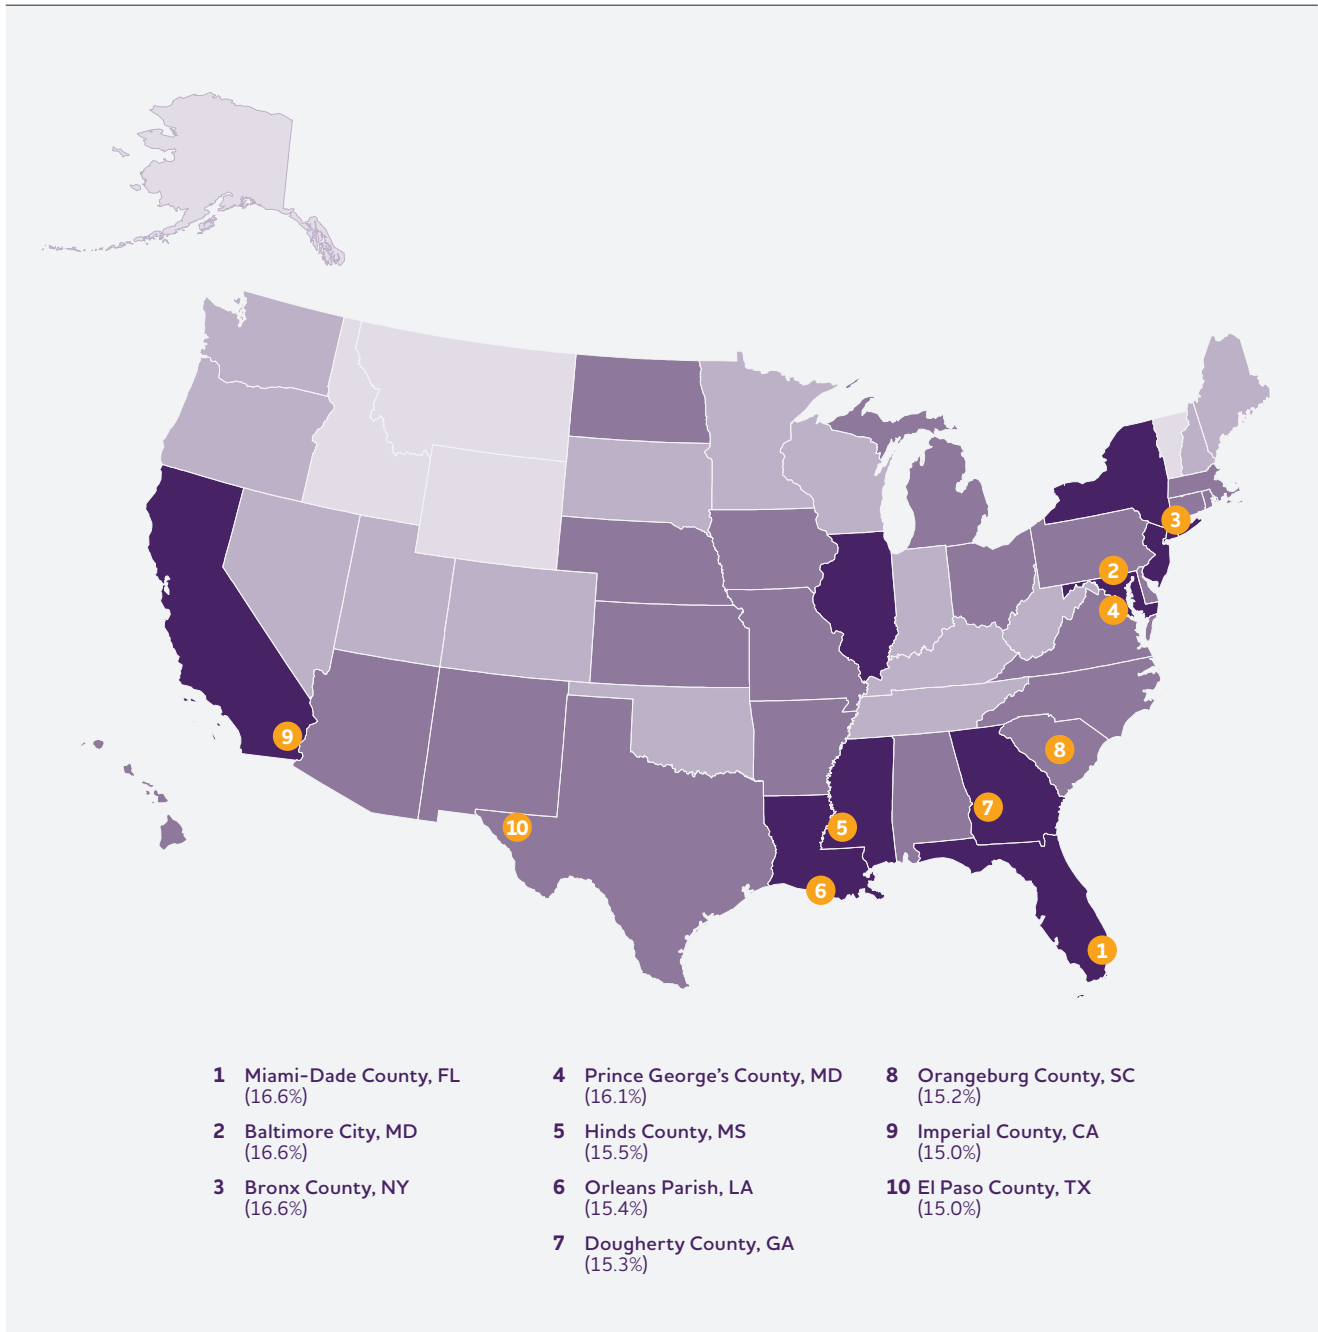 3
2
4
9
8
7
10
5
6
1
1 Miami-Dade County, FL
(16.6%)
2 Baltimore City, MD
(16.6%)
3 Bronx County, NY
(16.6%)
4 Prince George's County, MD
(16.1%)
5 Hinds County, MS
(15.5%)
6 Orleans Parish, LA
(15.4%)
7 Dougherty County, GA
(15.3%)
8 Orangeburg County, SC
(15.2%)
9 Imperial County, CA
(15.0%)
10 El Paso County, TX
(15.0%)